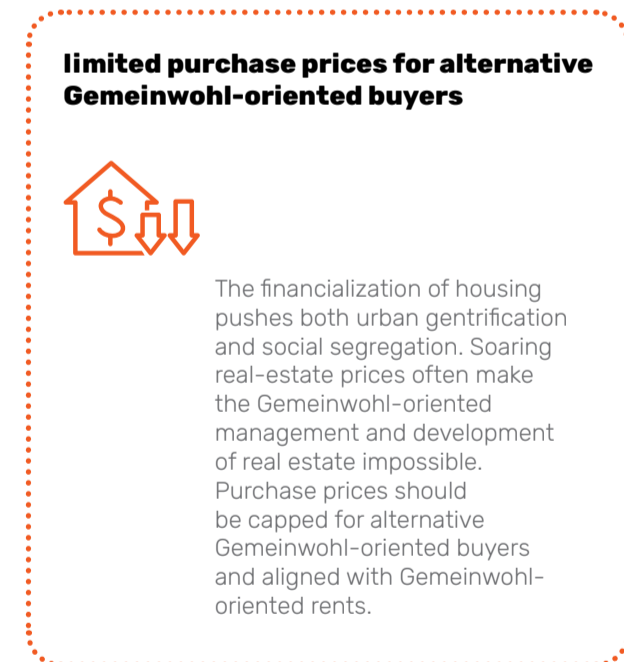 limited purchase prices for alternative
Gemeinwohl-oriented buyers
$
The financialization of housing
pushes both urban gentrification
and social segregation. Soaring
real-estate prices often make
the Gemeinwohl-oriented
management and development
of real estate impossible.
Purchase prices should
be capped for alternative
Gemeinwohl-oriented buyers
and aligned with Gemeinwohl-
oriented rents.